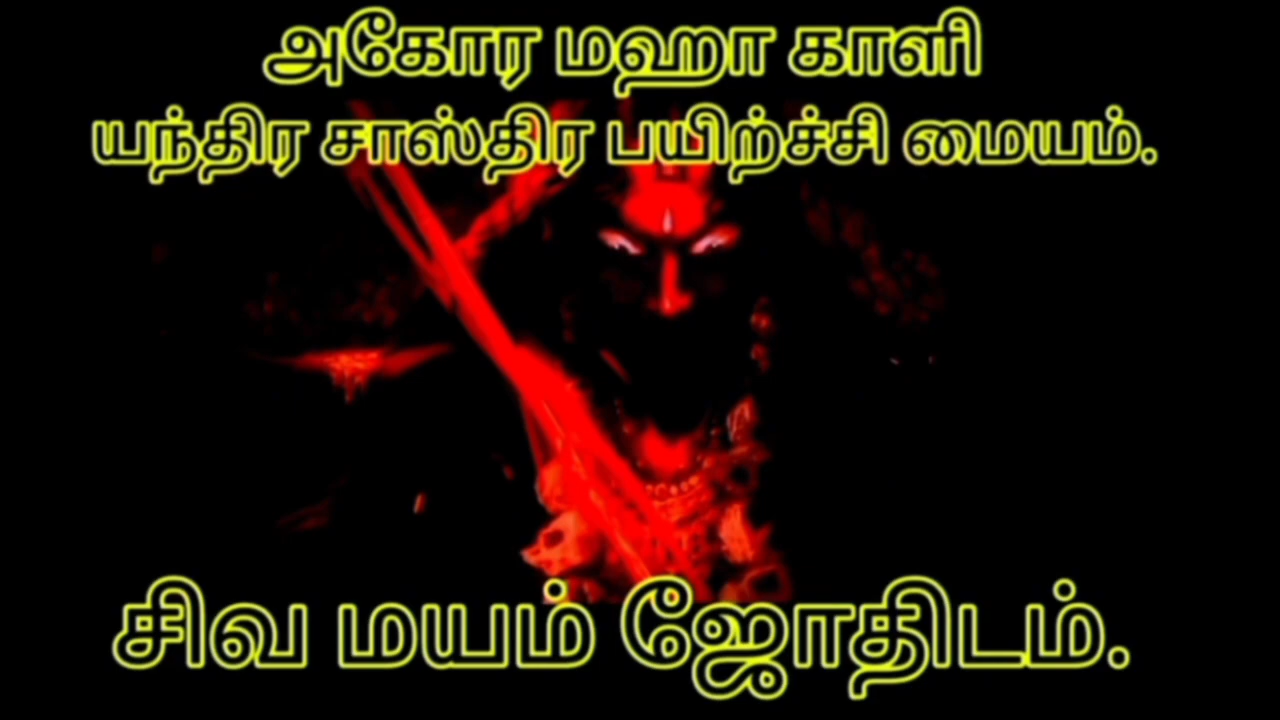 அகோர மஹா காளி
யந்திர சாஸ்திர பயிற்ச்சி மையம்.
சிவ மயம் ஜோதிடம்.